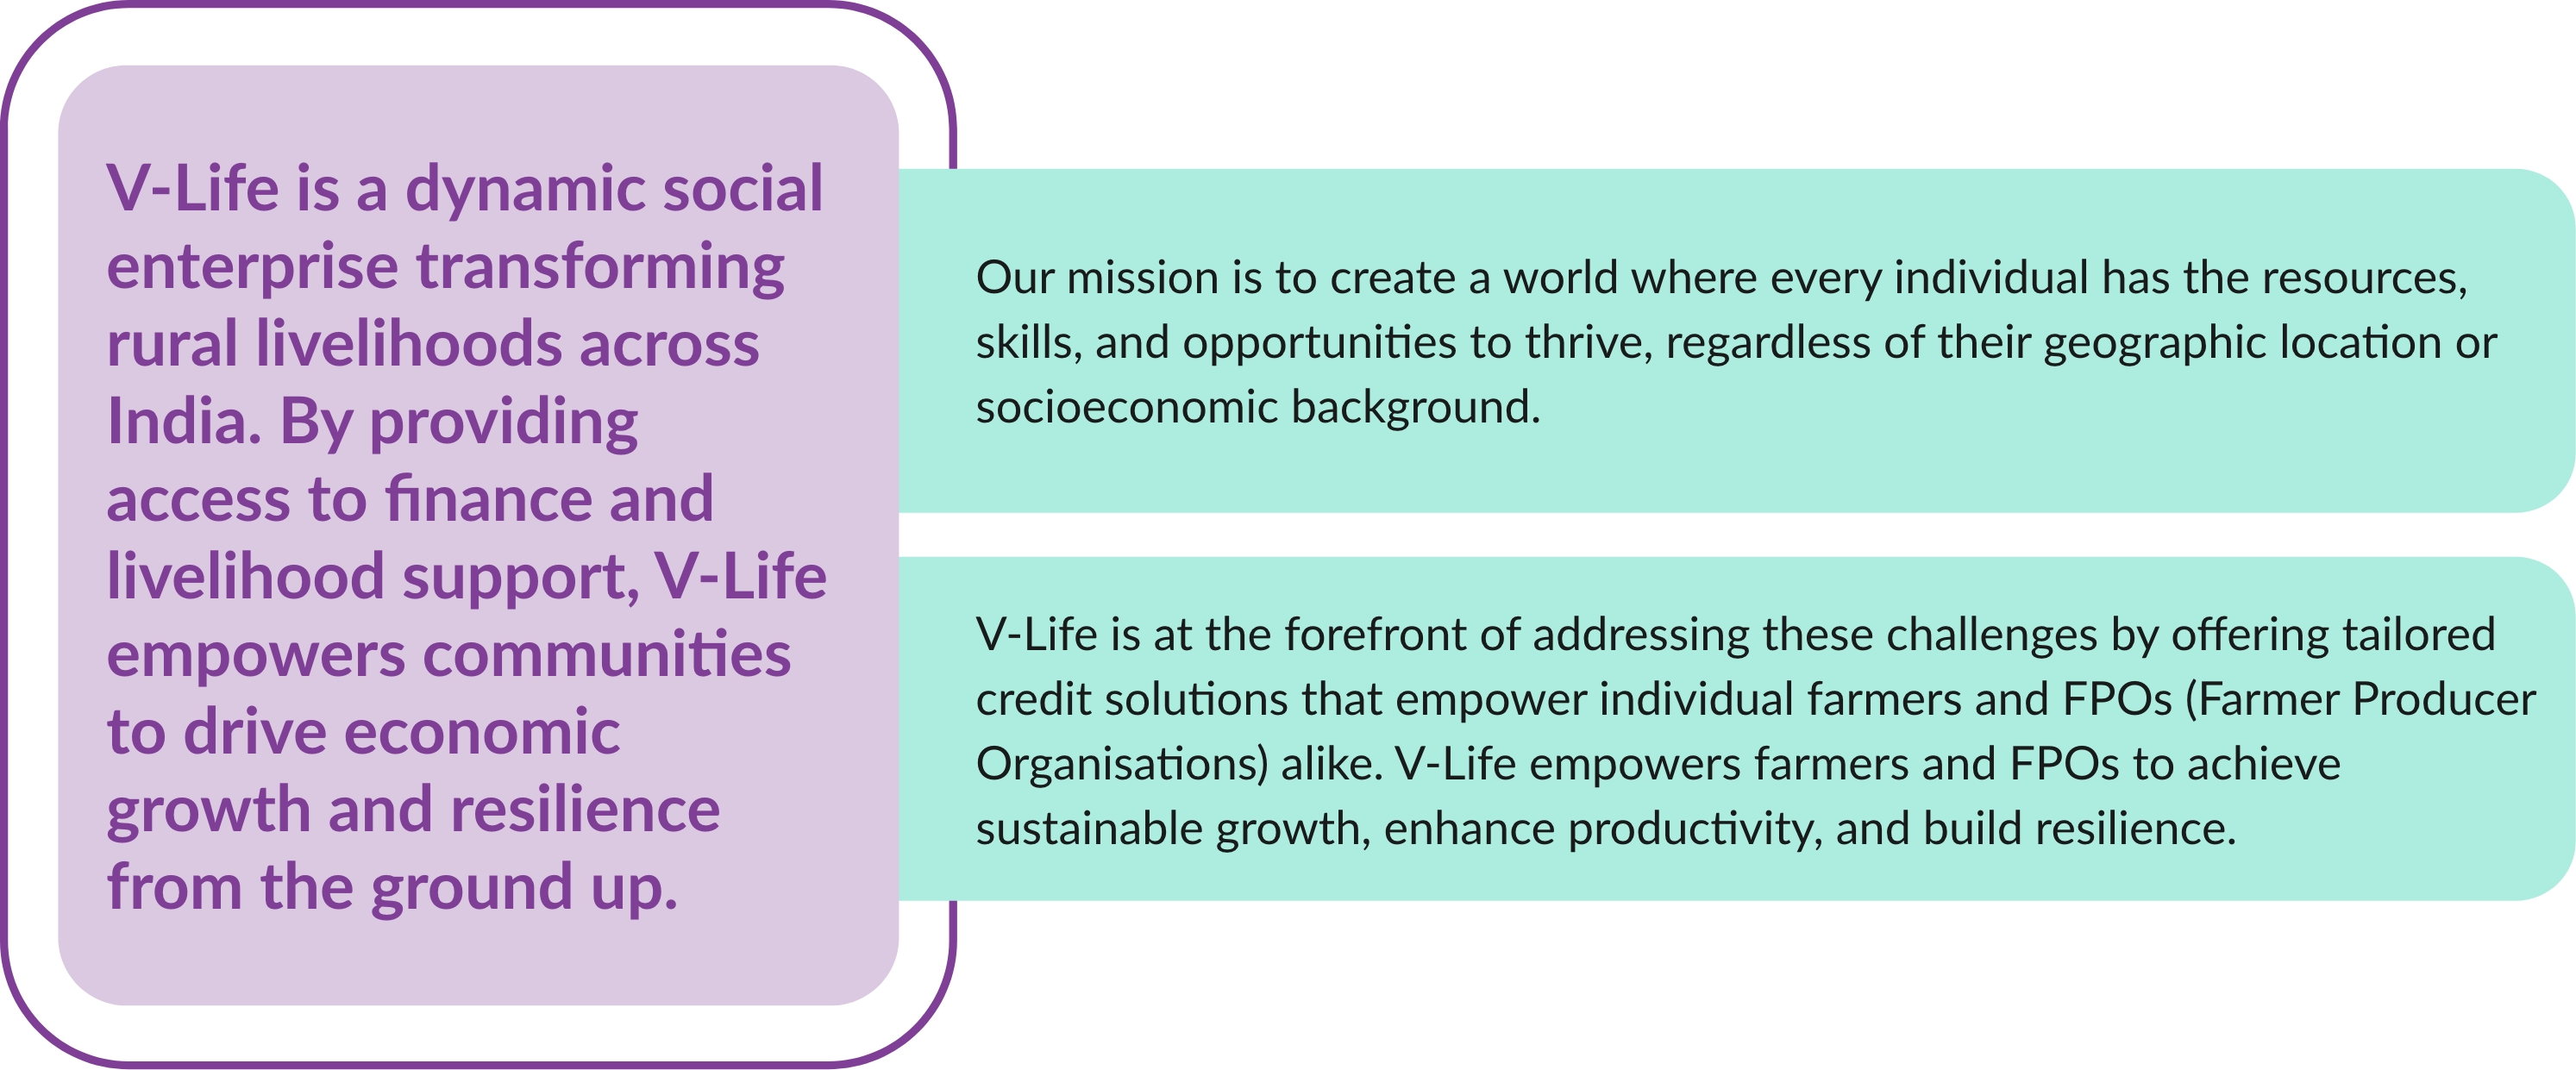 V-Life is a dynamic social
enterprise transforming
rural livelihoods across
India. By providing
access to finance and
livelihood support, V-Life
empowers communities
to drive economic
growth and resilience
from the ground up.
Our mission is to create a world where every individual has the resources,
skills, and opportunities to thrive, regardless of their geographic location or
socioeconomic background.
V-Life is at the forefront of addressing these challenges by offering tailored
credit solutions that empower individual farmers and FPOs (Farmer Producer
Organisations) alike. V-Life empowers farmers and FPOs to achieve
sustainable growth, enhance productivity, and build resilience.